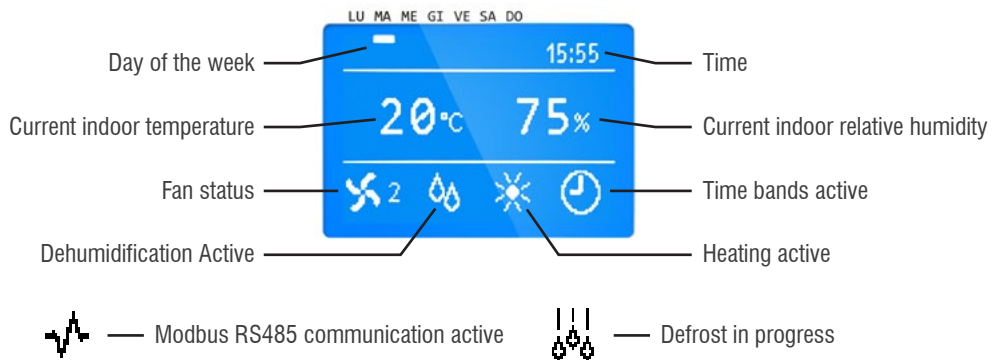 LU MA ME GI VE SA DO
Day of the week
15:55
Time
Current indoor temperature
20°C
75%
Current indoor relative humidity
Fan status
2
Time bands active
Dehumidification Active
Heating active
Modbus RS485 communication active
Defrost in progress